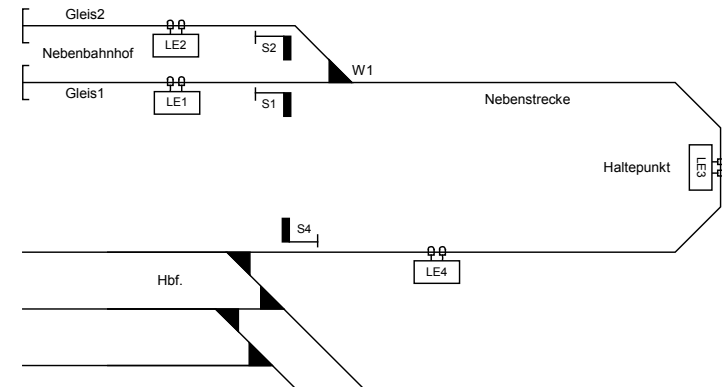 Gleis2
LE2
S2
Nebenbahnhof
W1
Gleis1
LE1
S1
Nebenstrecke
Haltepunkt
LE3
S4
LE4
Hbf.